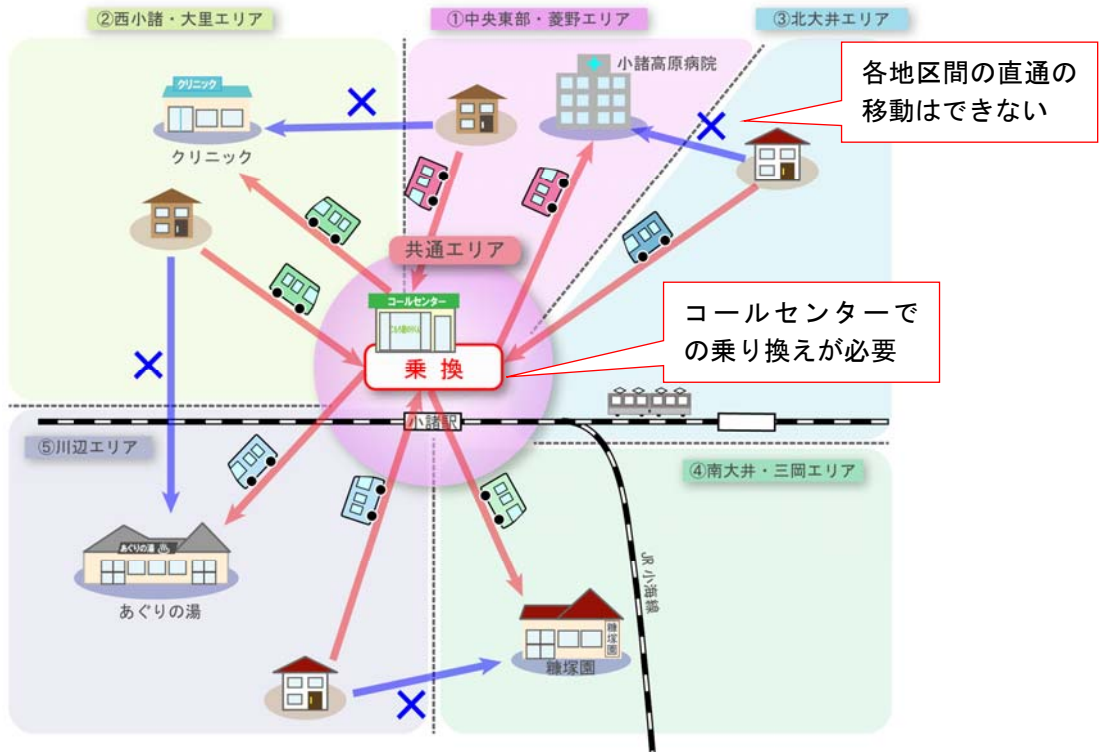 ②西小諸・大里エリア
①中央東部・菱野エリア
③北大井エリア
各地区間の直通の
移動はできない
小諸高原病院
クリニック
クリニック
共通エリア
コールセンター
コールセンターで
の乗り換えが必要
乗 換
小諸駅
⑤川辺エリア
④南大井・三岡エリア
あぐりの湯
あぐりの湯
JR 小海線
糠塚園
糠塚園